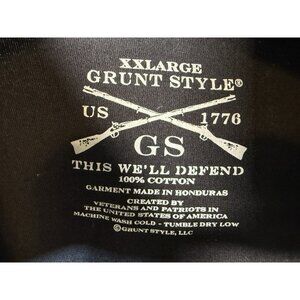 XXLARGE
GRUNT STYLE®
US 1776
GS
THIS WE'LL DEFEND
100% COTTON
GARMENT MADE IN HONDURAS
CREATED BY
VETERANS AND PATRIOTS IN
THE UNITED STATES OF AMERICA
MACHINE WASH COLD - TUMBLE DRY LOW
©GRUNT STYLE, LLC